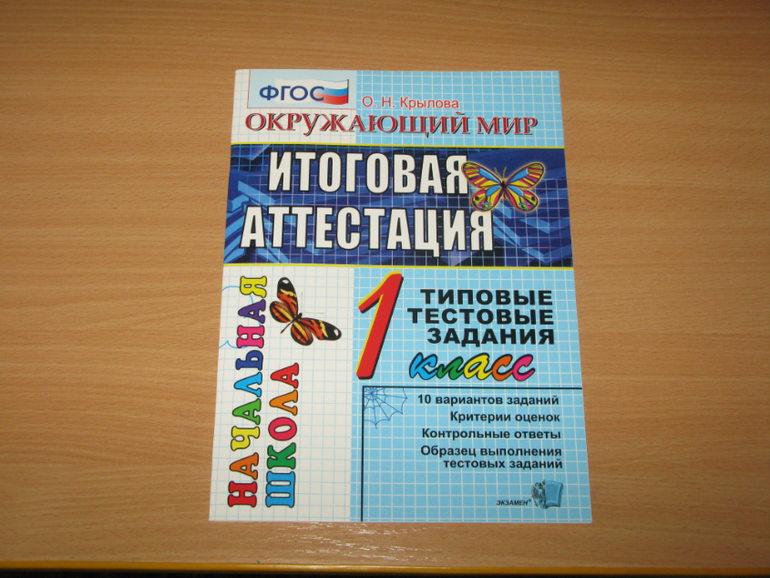 ФГОС
О. Н. Крылова
ОКРУЖАЮЩИЙ МИР
ИТОГОВАЯ
АТТЕСТАЦИЯ
НАЧАЛЬНАЯ
ШКОЛА
1
ТИПОВЫЕ
ТЕСТОВЫЕ
ЗАДАНИЯ
класс
10 вариантов заданий
Критерии оценок
Контрольные ответы
Образец выполнения
тестовых заданий
ЭКЗАМЕН®